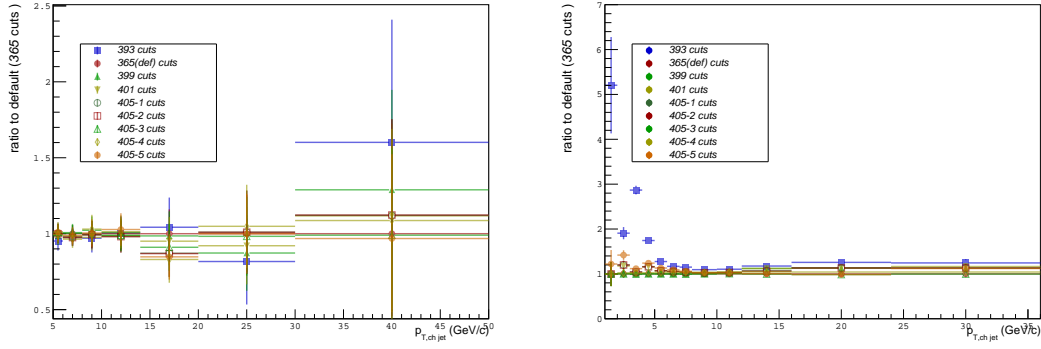 ratio to default (365 cuts )
2.5
2
1.5
1
0.5
393 cuts
365(def) cuts
399 cuts
401 cuts
405-1 cuts
405-2 cuts
405-3 cuts
405-4 cuts
405-5 cuts
5 10 15 20 25 30 35 40 45 50
p_T,ch jet (GeV/c)
ratio to default (365 cuts )
7
6
5
4
3
2
1
0
393 cuts
365(def) cuts
399 cuts
401 cuts
405-1 cuts
405-2 cuts
405-3 cuts
405-4 cuts
405-5 cuts
5 10 15 20 25 30 35
p_T,ch jet (GeV/c)